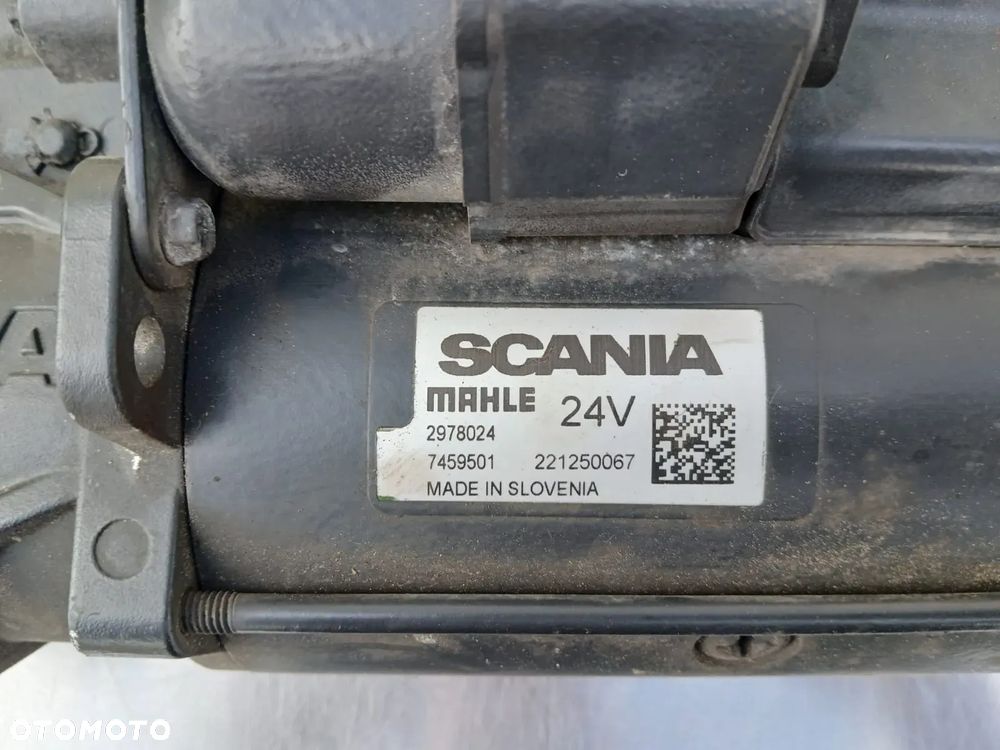 SCANIA
MAHLE 24V
2978024
7459501 221250067
MADE IN SLOVENIA
A
OTOMOTO